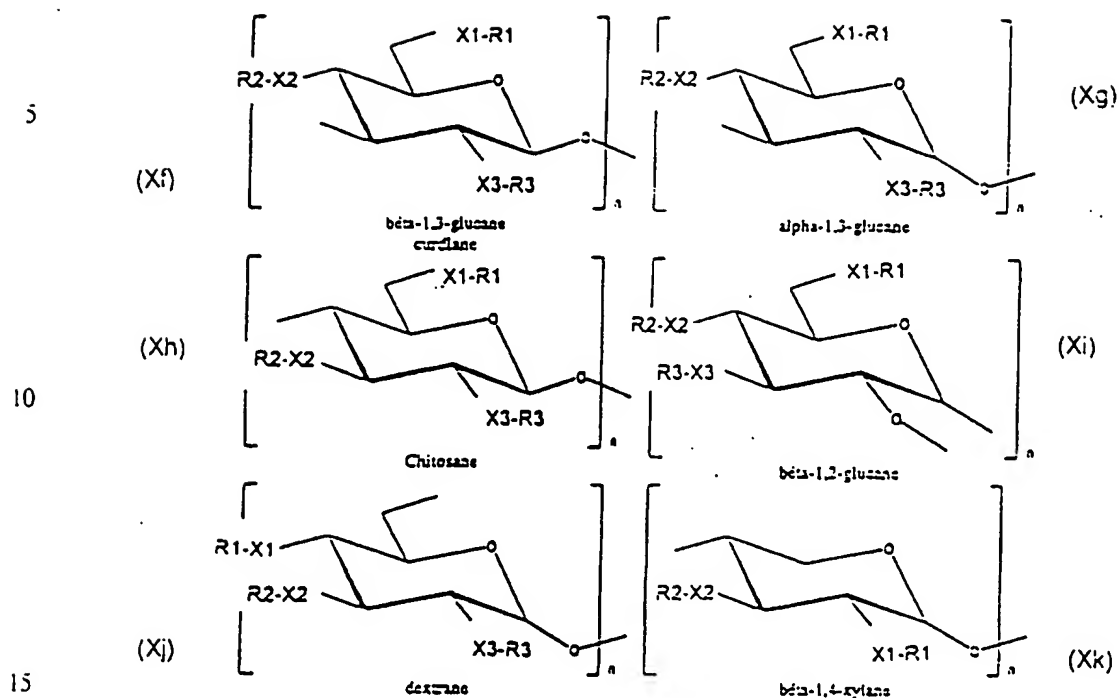 X1-R1 X1-R1
R2-X2 O R2-X2 O (Xg)
5
O
(Xf) X3-R3 n X3-R3 O n
béta-1,3-glucane alpha-1,3-glucane
curdlane
X1-R1 X1-R1
(Xh) O R2-X2 O (Xi)
R2-X2 O R3-X3
10
X3-R3 n O n
Chitosane béta-1,2-glucane
R1-X1 O O
R2-X2 R2-X2
(Xj) X3-R3 O n X1-R1 O n (Xk)
15 dextrane béta-1,4-xylane